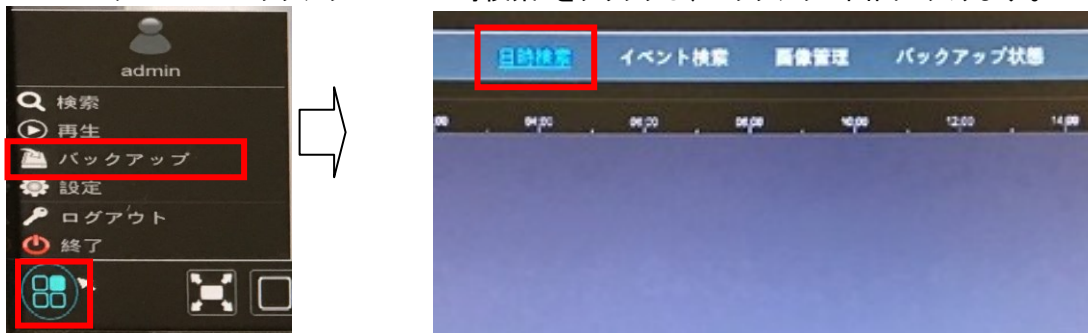 admin
検索
再生
バックアップ
設定
ログアウト
終了
日時検索 イベント検索 画像管理 バックアップ状態
04:00 06:00 08:00 10:00 12:00 14:00